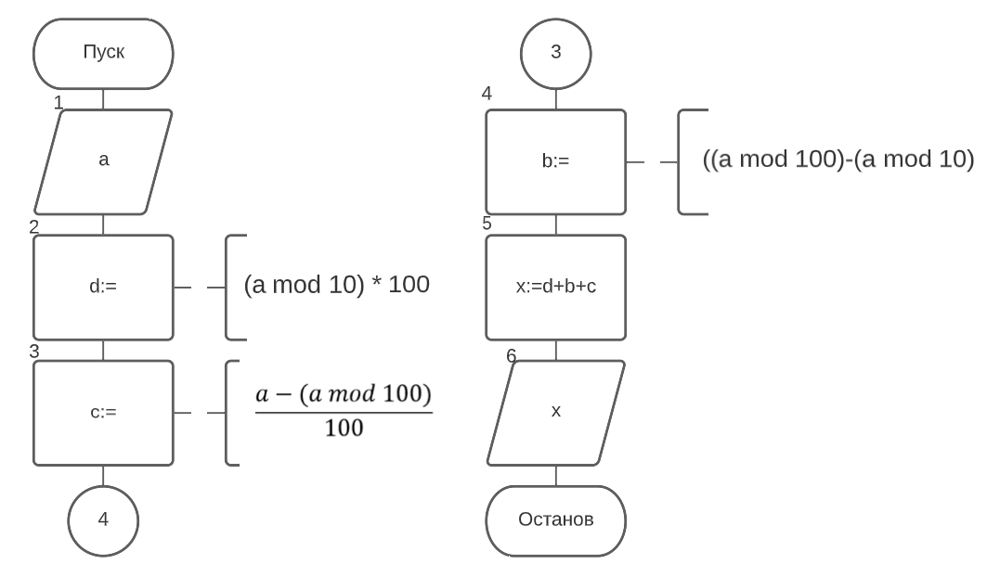 Пуск
1
a
2
d:=
(a mod 10) * 100
3
c:=
a − (a mod 100)
100
4
3
4
b:=
((a mod 100)-(a mod 10)
5
x:=d+b+c
6
x
Останов